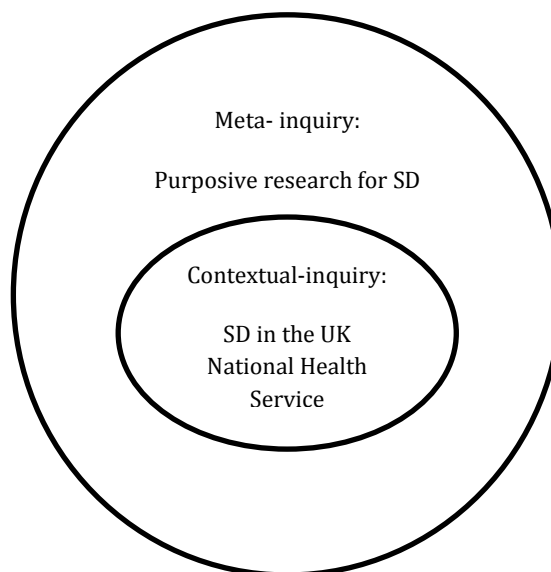 Meta- inquiry:
Purposive research for SD
Contextual-inquiry:
SD in the UK
National Health
Service